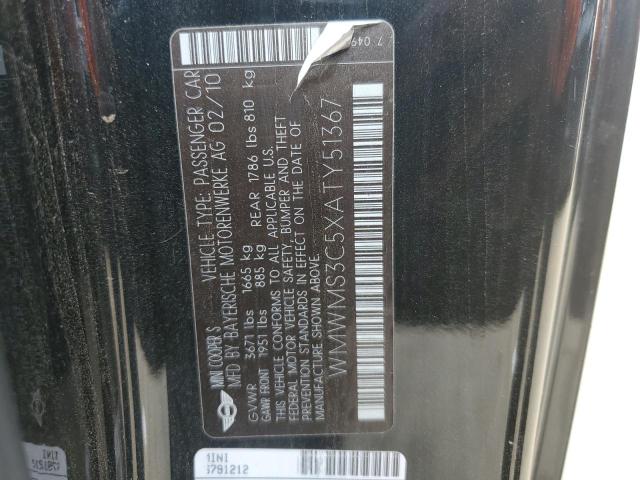 MINI COOPER S VEHICLE TYPE: PASSENGER CAR
MFD BY BAYERISCHE MOTORENWERKE AG 02/10
GVWR 3671 lbs 1665 kg
GAWR FRONT 1951 lbs 885 kg REAR 1786 lbs 810 kg
THIS VEHICLE CONFORMS TO ALL APPLICABLE U.S.
FEDERAL MOTOR VEHICLE SAFETY, BUMPER AND THEFT
PREVENTION STANDARDS IN EFFECT ON THE DATE OF
MANUFACTURE SHOWN ABOVE.
WMWMS3C5XATY51367
7 049